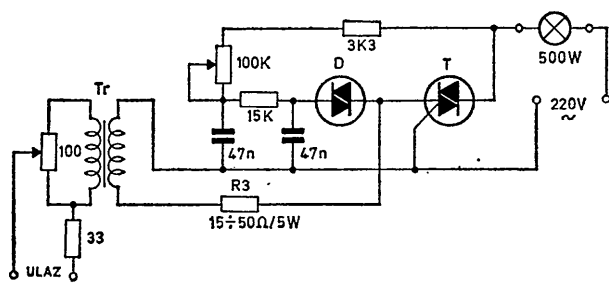 3K3
500W
100K
D
T
15K
220V
~
Tr
47n
47n
100
R3
15÷50Ω/5W
33
ULAZ